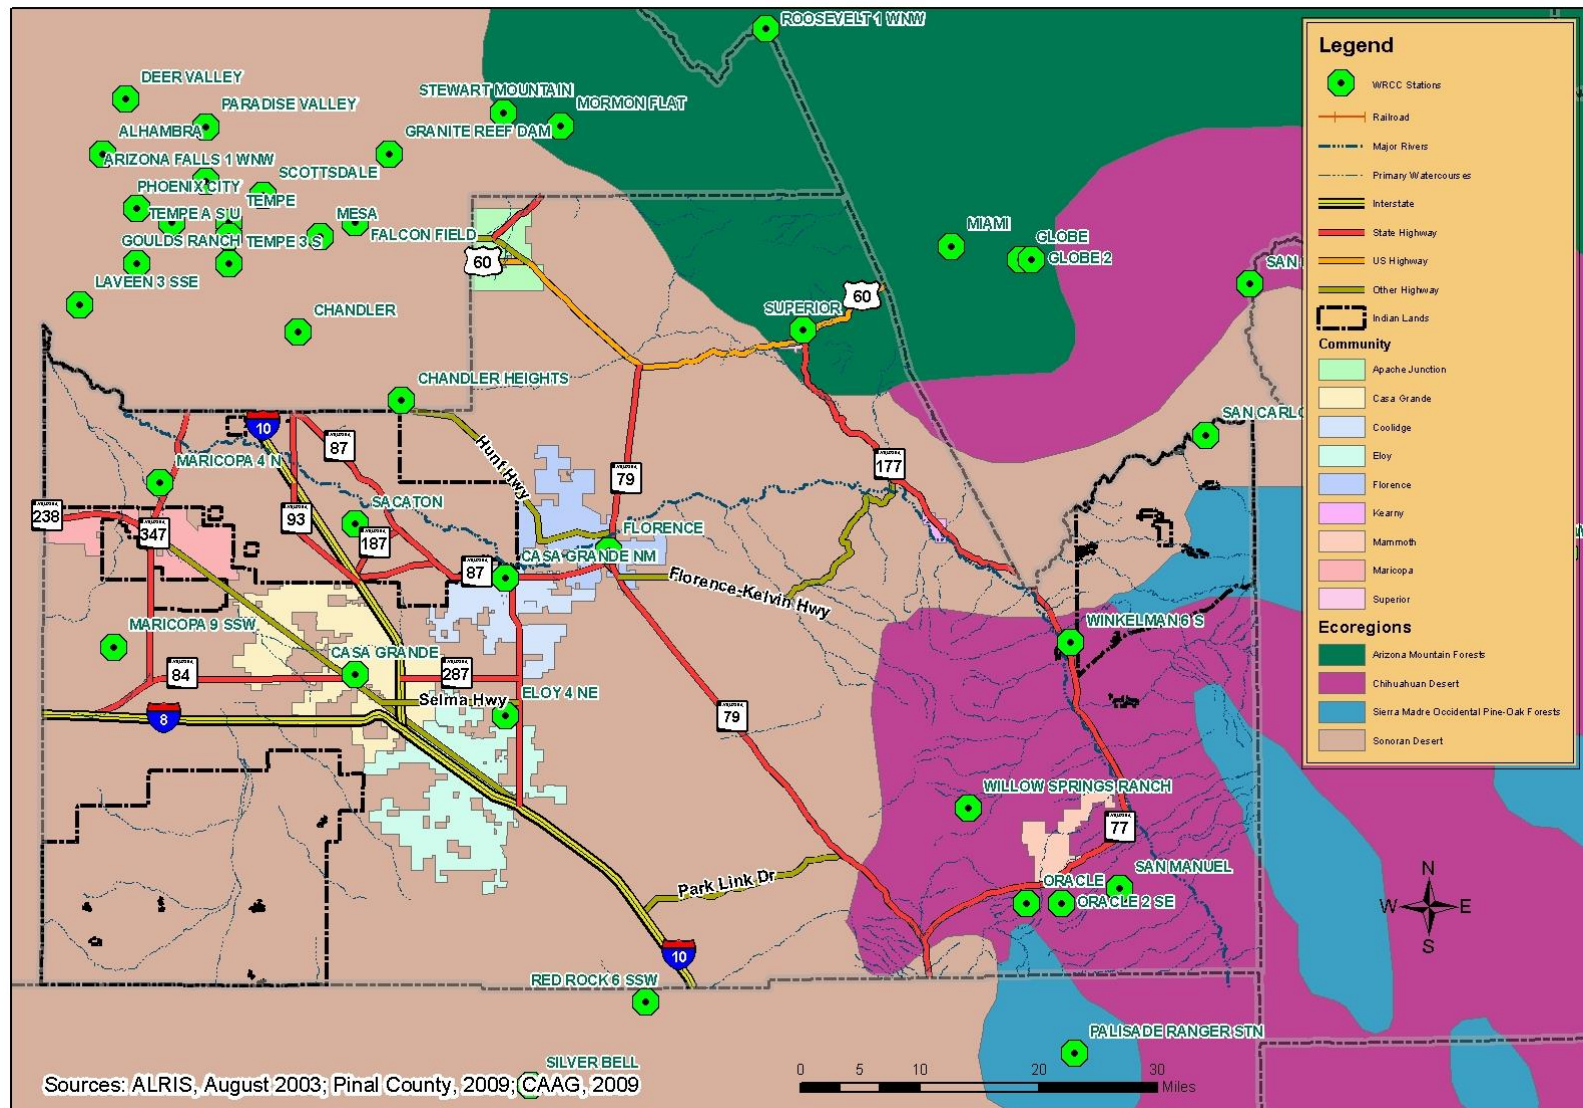 ROOSEVELT 1 WNW
DEER VALLEY
STEWART MOUNTAIN
PARADISE VALLEY
MORMON FLAT
ALHAMBRA
GRANITE REEF DAM
ARIZONA FALLS 1 WNW
SCOTTSDALE
PHOENIX CITY
TEMPE
TEMPE A S U
MESA
GOULDS RANCH
TEMPE 3 S
FALCON FIELD
MIAMI
GLOBE
GLOBE 2
60
SAN
LAVEEN 3 SSE
60
SUPERIOR
CHANDLER
CHANDLER HEIGHTS
SAN CARLO
10
87
Hunt Hwy
MARICOPA 4 N
177
79
SACATON
238
93
347
187
FLORENCE
CASA GRANDE NM
87
Florence-Kelvin Hwy
MARICOPA 9 SSW
WINKELMAN 6 S
CASA GRANDE
84
287
ELOY 4 NE
Selma Hwy
8
79
WILLOW SPRINGS RANCH
77
Park Link Dr
SAN MANUEL
ORACLE
ORACLE 2 SE
10
RED ROCK 6 SSW
PALISADE RANGER STN
SILVER BELL
Sources: ALRIS, August 2003; Pinal County, 2009; CAAG, 2009
0 5 10 20 30
Miles
N
W E
S
Legend
WRCC Stations
Railroad
Major Rivers
Primary Watercourses
Interstate
State Highway
US Highway
Other Highway
Indian Lands
Community
Apache Junction
Casa Grande
Coolidge
Eloy
Florence
Kearny
Mammoth
Maricopa
Superior
Ecoregions
Arizona Mountain Forests
Chihuahuan Desert
Sierra Madre Occidental Pine-Oak Forests
Sonoran Desert